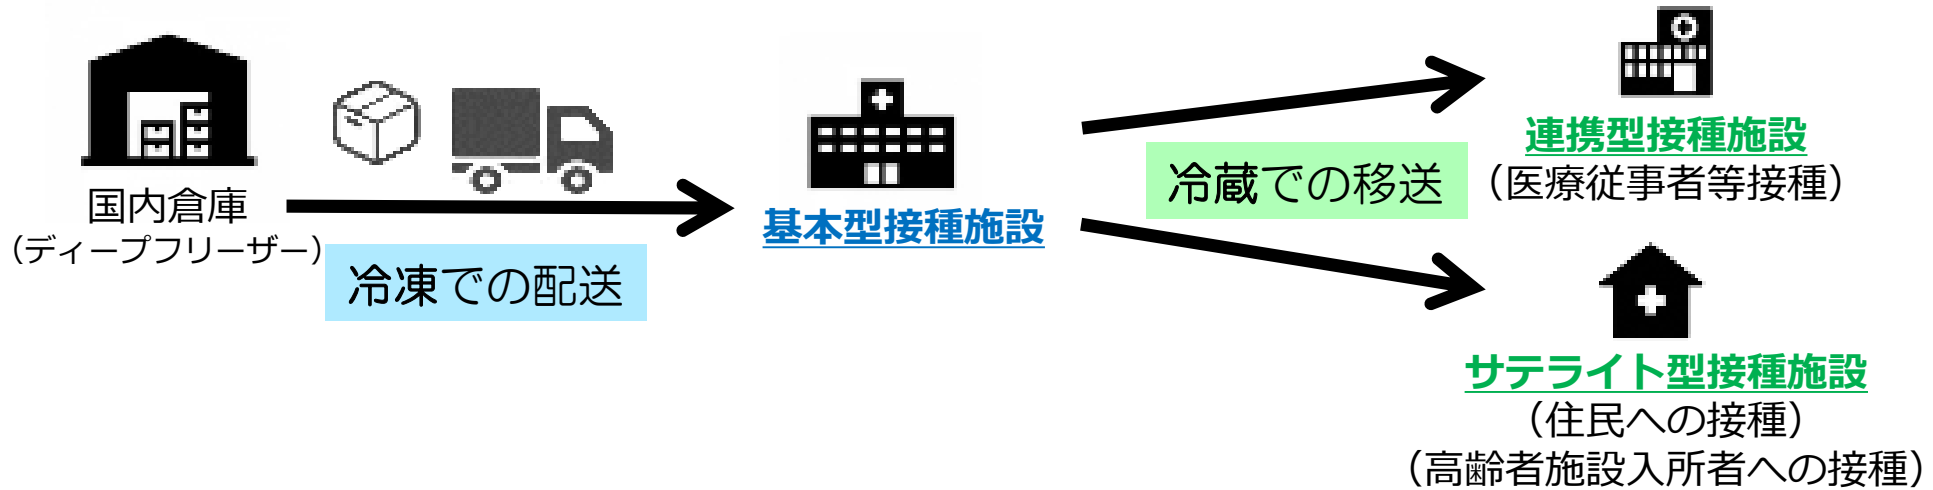 国内倉庫
（ディープフリーザー）
冷凍での配送
基本型接種施設
冷蔵での移送
連携型接種施設
（医療従事者等接種）
サテライト型接種施設
（住民への接種）
（高齢者施設入所者への接種）